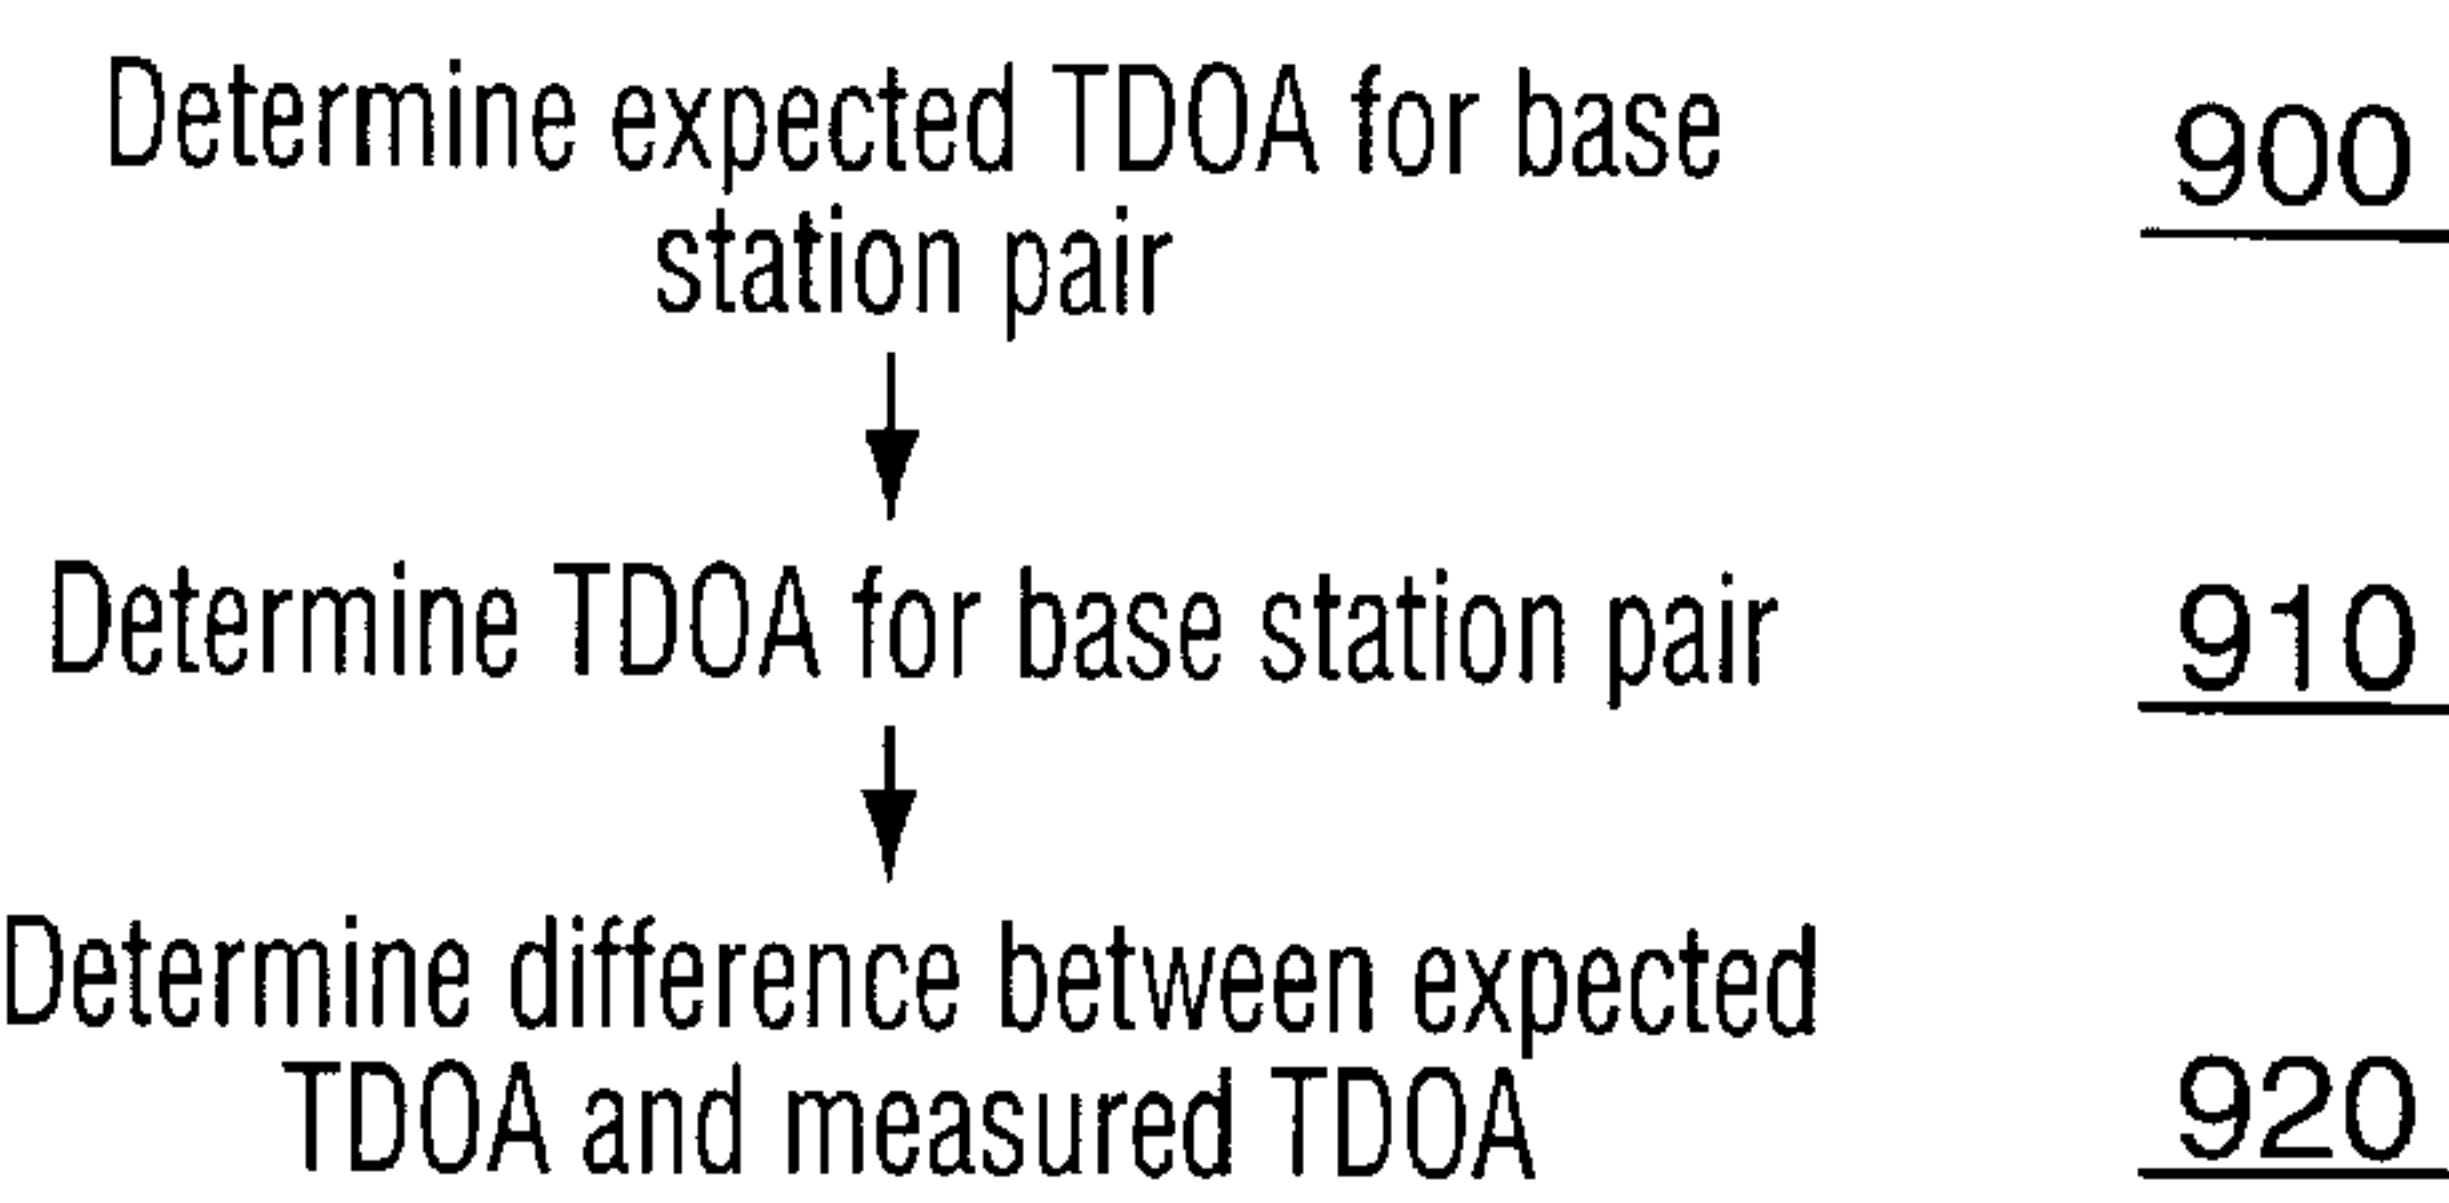 Determine expected TDOA for base
station pair
900
Determine TDOA for base station pair
910
Determine difference between expected
TDOA and measured TDOA
920